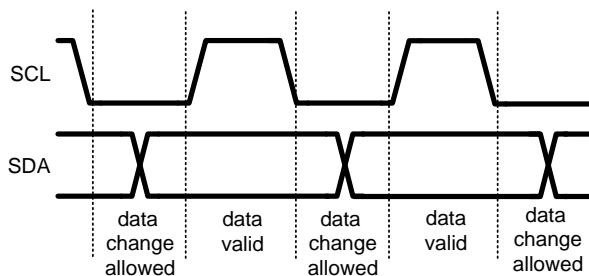 SCL
SDA
data
change
allowed
data
valid
data
change
allowed
data
valid
data
change
allowed